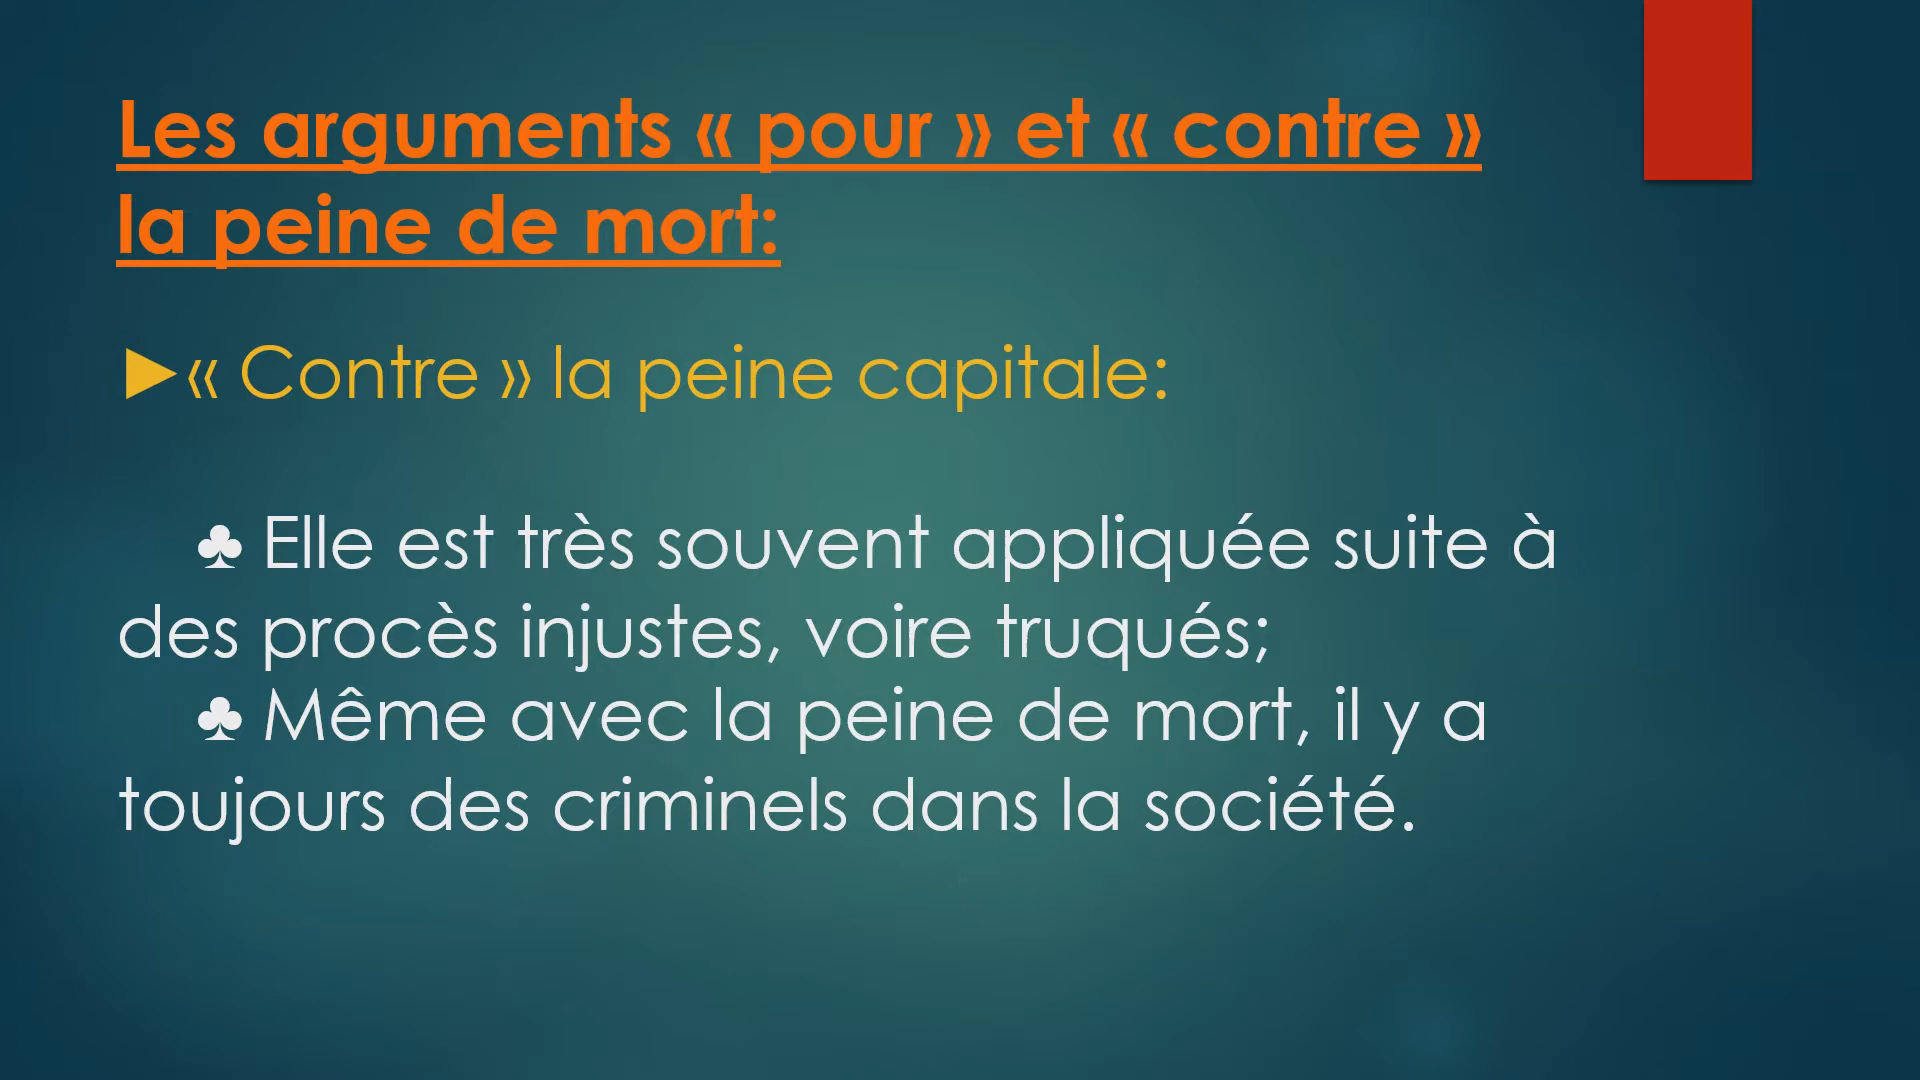 Les arguments « pour » et « contre »
la peine de mort:
►« Contre » la peine capitale:
♣ Elle est très souvent appliquée suite à
des procès injustes, voire truqués;
♣ Même avec la peine de mort, il y a
toujours des criminels dans la société.